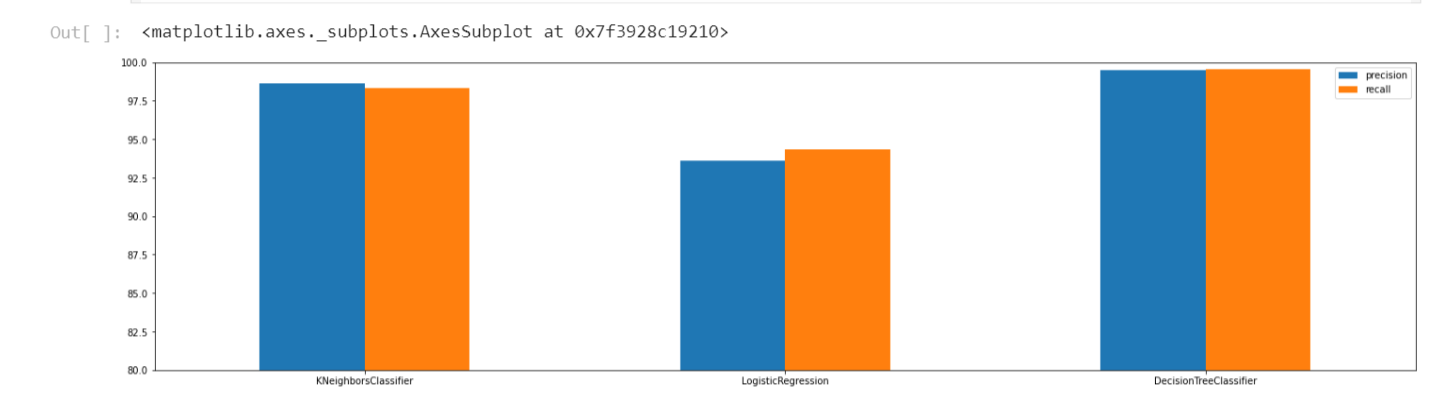 Out[ ]: <matplotlib.axes._subplots.AxesSubplot at 0x7f3928c19210>
100.0
97.5
95.0
92.5
90.0
87.5
85.0
82.5
80.0
precision
recall
KNeighborsClassifier
LogisticRegression
DecisionTreeClassifier